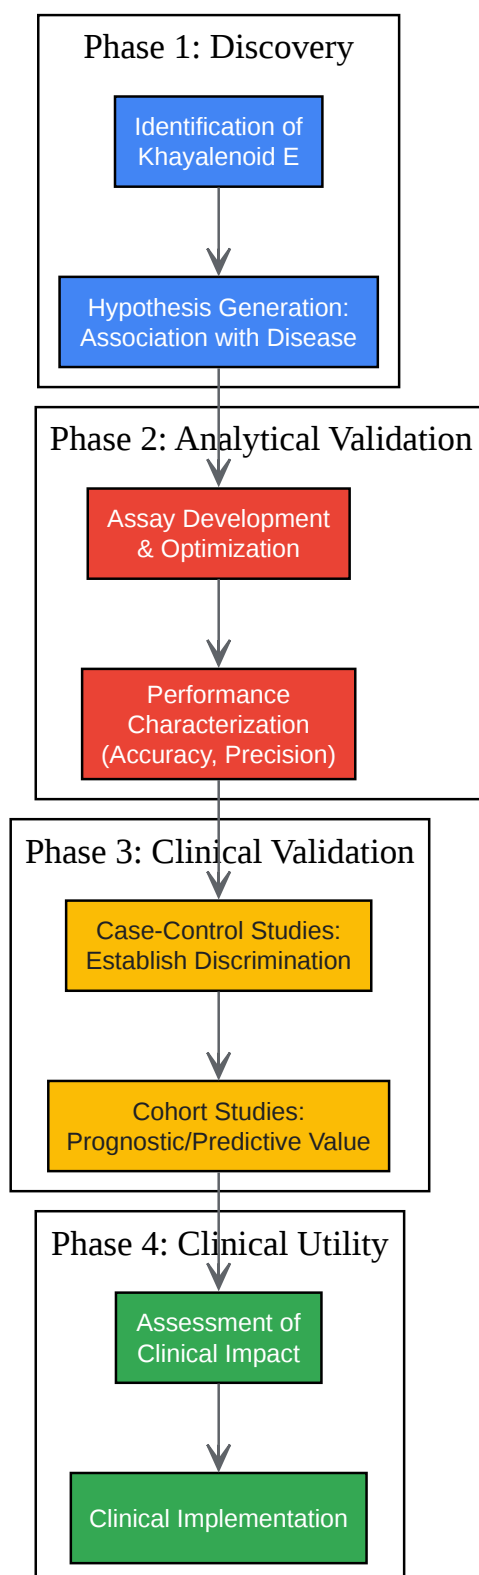 Phase 1: Discovery
Identification of
Khayalenoid E
Hypothesis Generation:
Association with Disease
Phase 2: Analytical Validation
Assay Development
& Optimization
Performance
Characterization
(Accuracy, Precision)
Phase 3: Clinical Validation
Case-Control Studies:
Establish Discrimination
Cohort Studies:
Prognostic/Predictive Value
Phase 4: Clinical Utility
Assessment of
Clinical Impact
Clinical Implementation